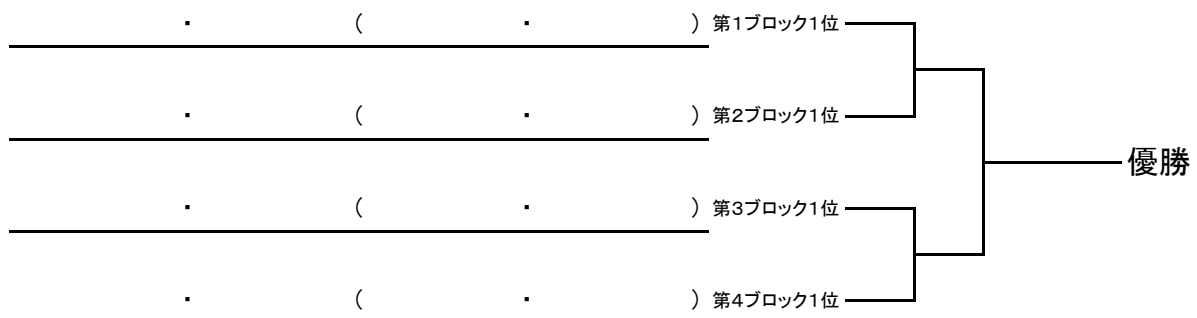 ・ ( ・ ) 第1ブロック1位
・ ( ・ ) 第2ブロック1位
優勝
・ ( ・ ) 第3ブロック1位
・ ( ・ ) 第4ブロック1位